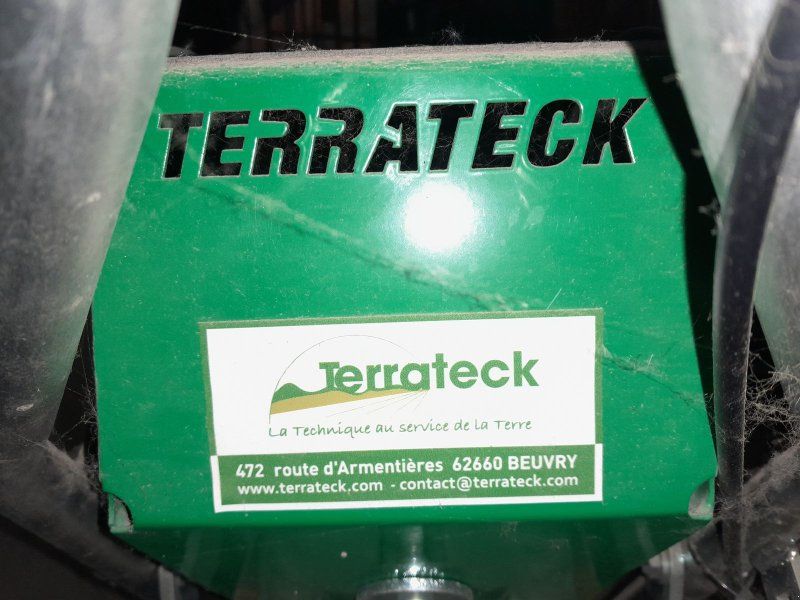 TERRATECK
Terrateck
La Technique au service de la Terre
472 route d'Armentières 62660 BEUVRY
www.terrateck.com - contact@terrateck.com